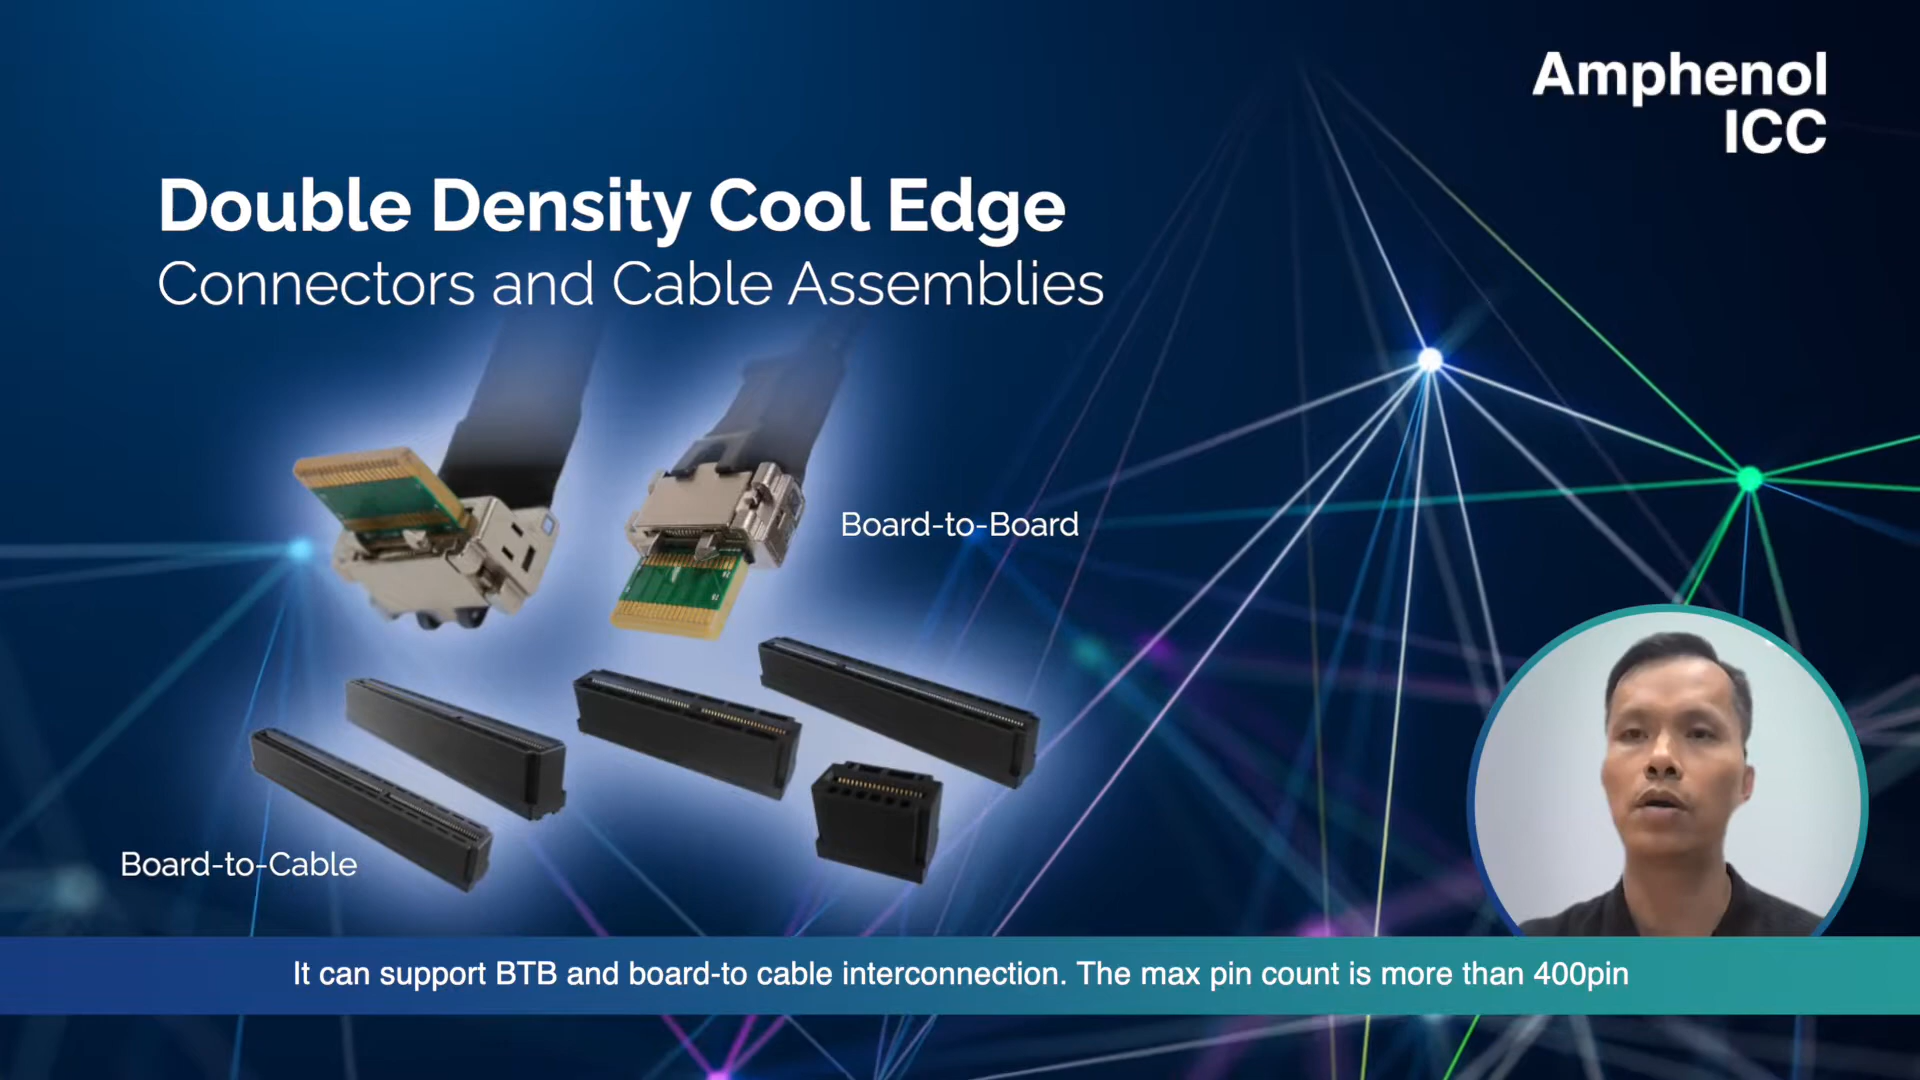 Amphenol
ICC
Double Density Cool Edge
Connectors and Cable Assemblies
Board-to-Board
Board-to-Cable
It can support BTB and board-to cable interconnection. The max pin count is more than 400pin